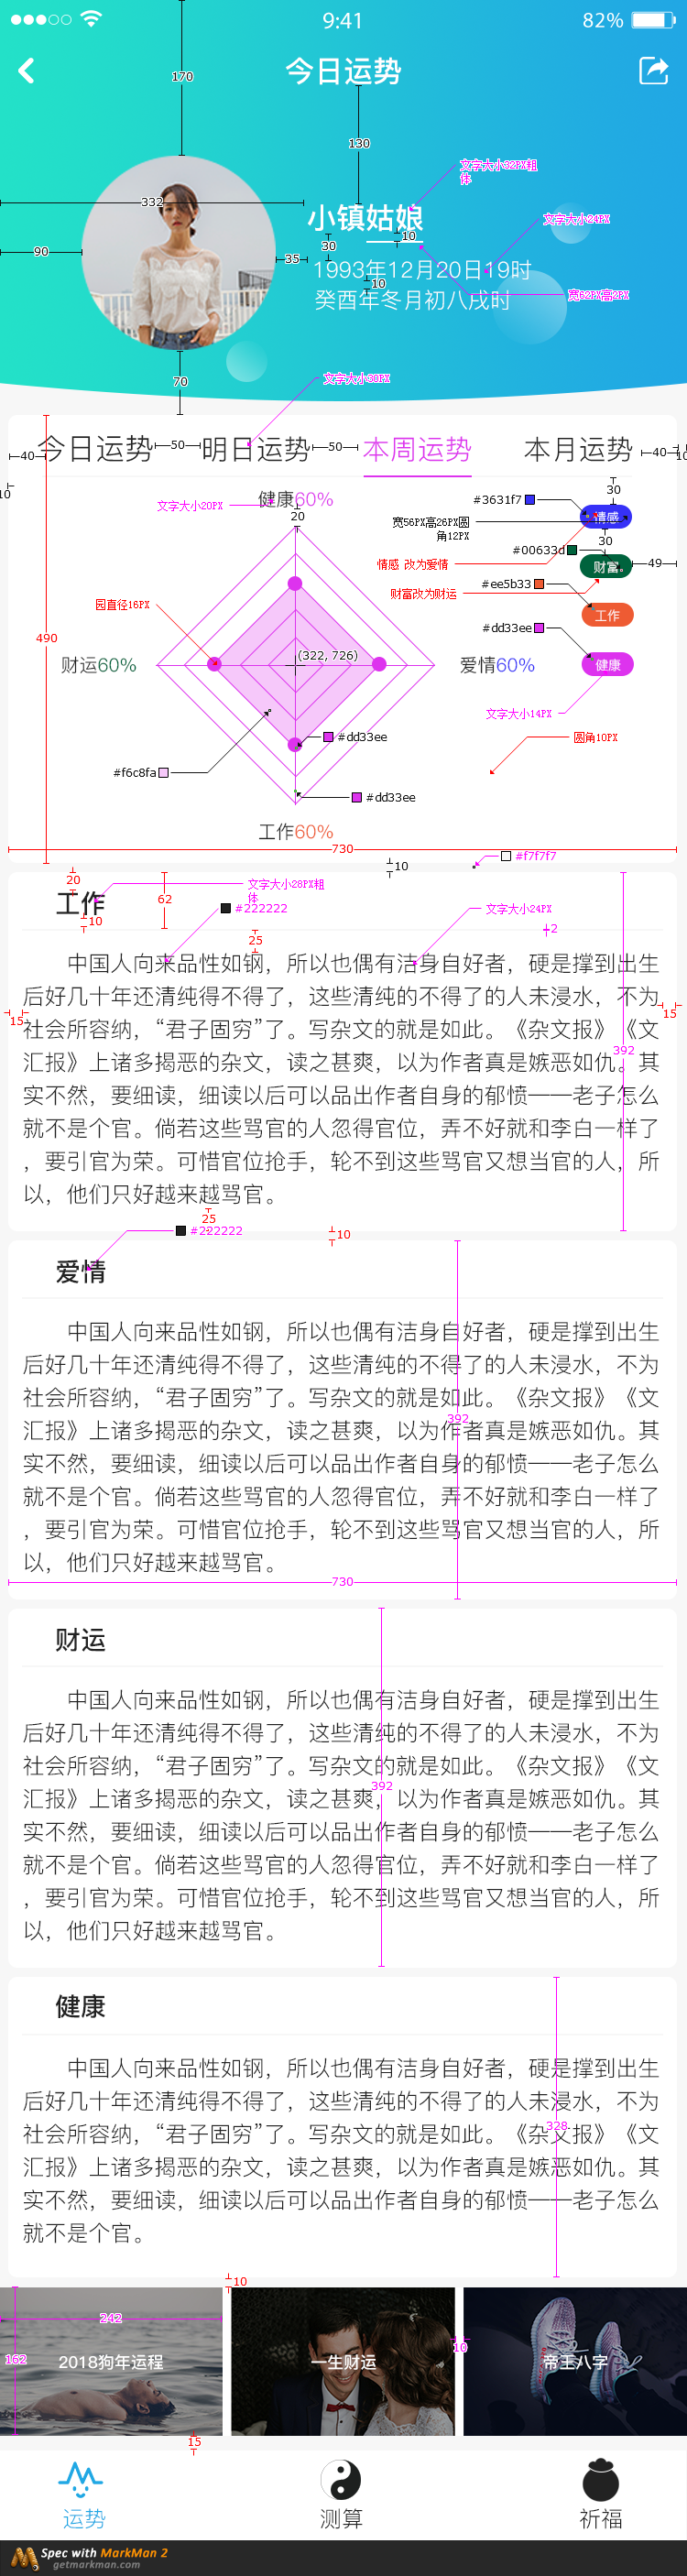 9:41
82%
今日运势
170
130
332
文字大小32PX粗
体
小镇姑娘
文字大小24PX
90
35
30
10
1993年12月20日19时
10
癸酉年冬月初八戌时
宽62PX高2PX
70
文字大小30PX
40
今日运势
50
明日运势
50
本周运势
本月运势
40
10
10
文字大小20PX
健康60%
20
#3631f7
30
情感
宽56PX高26PX圆
角12PX
30
#00633d
情感 改为爱情
财富
49
#ee5b33
财富改为财运
园直径16PX
工作
#dd33ee
490
财运60%
(322, 726)
爱情60%
健康
文字大小14PX
#dd33ee
圆角10PX
#f6c8fa
#dd33ee
工作60%
730
10
#f7f7f7
20
工作
62
文字大小28PX粗
体
#222222
文字大小24PX
10
25
2
中国人向来品性如钢，所以也偶有洁身自好者，硬是撑到出生
后好几十年还清纯得不得了，这些清纯的不得了的人未浸水，不为
15
15
社会所容纳，“君子固穷”了。写杂文的就是如此。《杂文报》《文
392
汇报》上诸多揭恶的杂文，读之甚爽，以为作者真是嫉恶如仇。其
实不然，要细读，细读以后可以品出作者自身的郁愤——老子怎么
就不是个官。倘若这些骂官的人忽得官位，弄不好就和李白一样了
，要引官为荣。可惜官位抢手，轮不到这些骂官又想当官的人，所
以，他们只好越来越骂官。
25
#222222
10
爱情
中国人向来品性如钢，所以也偶有洁身自好者，硬是撑到出生
后好几十年还清纯得不得了，这些清纯的不得了的人未浸水，不为
社会所容纳，“君子固穷”了。写杂文的就是如此。《杂文报》《文
392
汇报》上诸多揭恶的杂文，读之甚爽，以为作者真是嫉恶如仇。其
实不然，要细读，细读以后可以品出作者自身的郁愤——老子怎么
就不是个官。倘若这些骂官的人忽得官位，弄不好就和李白一样了
，要引官为荣。可惜官位抢手，轮不到这些骂官又想当官的人，所
以，他们只好越来越骂官。
730
财运
中国人向来品性如钢，所以也偶有洁身自好者，硬是撑到出生
后好几十年还清纯得不得了，这些清纯的不得了的人未浸水，不为
社会所容纳，“君子固穷”了。写杂文的就是如此。《杂文报》《文
392
汇报》上诸多揭恶的杂文，读之甚爽，以为作者真是嫉恶如仇。其
实不然，要细读，细读以后可以品出作者自身的郁愤——老子怎么
就不是个官。倘若这些骂官的人忽得官位，弄不好就和李白一样了
，要引官为荣。可惜官位抢手，轮不到这些骂官又想当官的人，所
以，他们只好越来越骂官。
健康
中国人向来品性如钢，所以也偶有洁身自好者，硬是撑到出生
后好几十年还清纯得不得了，这些清纯的不得了的人未浸水，不为
328
社会所容纳，“君子固穷”了。写杂文的就是如此。《杂文报》《文
汇报》上诸多揭恶的杂文，读之甚爽，以为作者真是嫉恶如仇。其
实不然，要细读，细读以后可以品出作者自身的郁愤——老子怎么
就不是个官。
10
242
162
10
2018狗年运程
一生财运
帝王八字
15
运势
测算
祈福
Spec with MarkMan 2
getmarkman.com